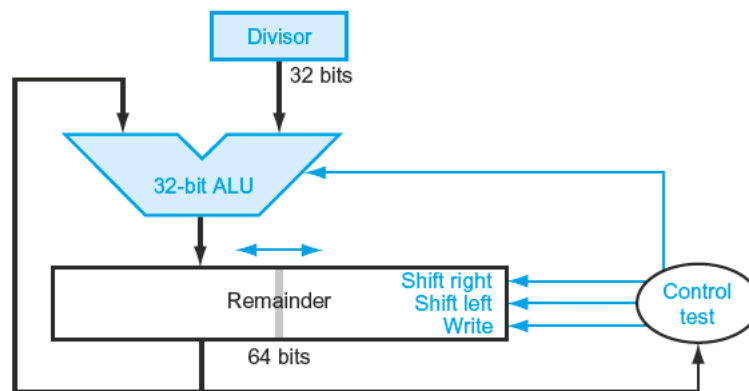 Divisor
32 bits
32-bit ALU
Remainder
Shift right
Shift left
Write
Control
test
64 bits